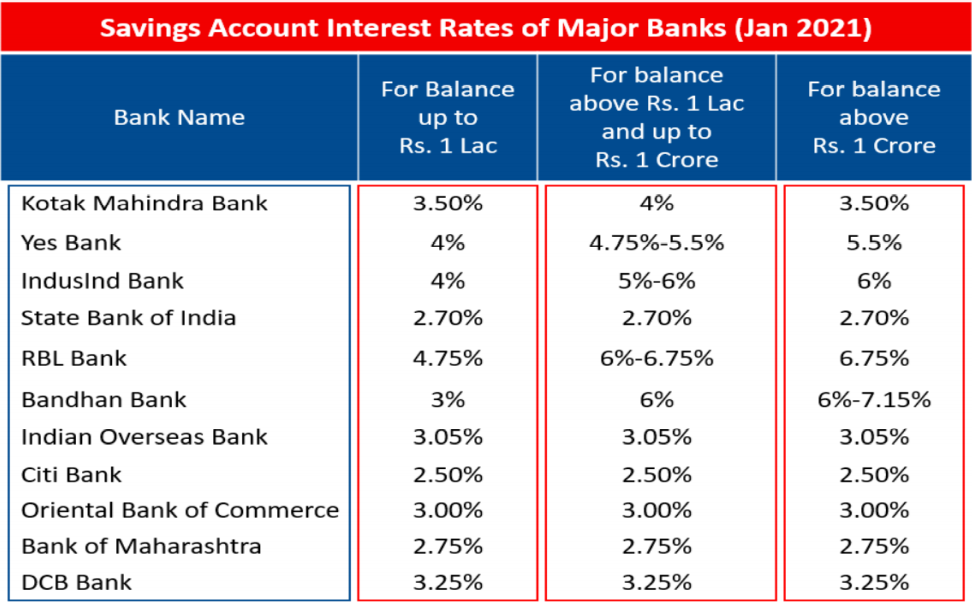 Savings Account Interest Rates of Major Banks (Jan 2021)
Bank Name
For Balance
up to
Rs. 1 Lac
For balance
above Rs. 1 Lac
and up to
Rs. 1 Crore
For balance
above
Rs. 1 Crore
Kotak Mahindra Bank 3.50% 4% 3.50%
Yes Bank 4% 4.75%-5.5% 5.5%
IndusInd Bank 4% 5%-6% 6%
State Bank of India 2.70% 2.70% 2.70%
RBL Bank 4.75% 6%-6.75% 6.75%
Bandhan Bank 3% 6% 6%-7.15%
Indian Overseas Bank 3.05% 3.05% 3.05%
Citi Bank 2.50% 2.50% 2.50%
Oriental Bank of Commerce 3.00% 3.00% 3.00%
Bank of Maharashtra 2.75% 2.75% 2.75%
DCB Bank 3.25% 3.25% 3.25%